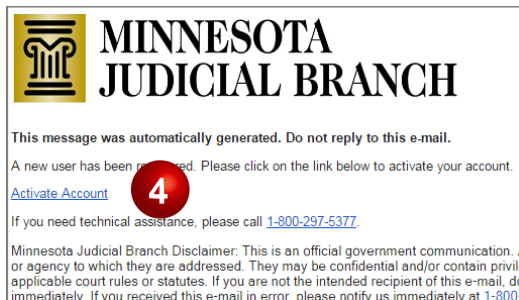 MINNESOTA
JUDICIAL BRANCH
This message was automatically generated. Do not reply to this e-mail.
A new user has been Please click on the link below to activate your account.
Activate Account
4
If you need technical assistance, please call 1-800-297-5377.
Minnesota Judicial Branch Disclaimer: This is an official government communication.
or agency to which they are addressed. They may be confidential and/or contain privil
applicable court rules or statutes. If you are not the intended recipient of this e-mail, d
immediately. If you received this e-mail in error, please notify us immediately at 1-800